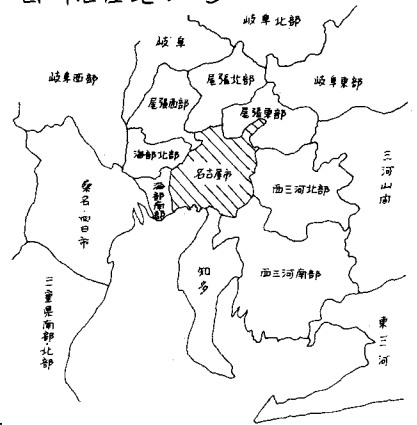 岐阜北部
岐阜
岐阜西部
尾張北部
岐阜東部
尾張西部
尾張東部
海部北部
名古屋市
三河山間
桑名・四日市
海部南部
西三河北部
知多
西三河南部
三重県南部・北部
東三河